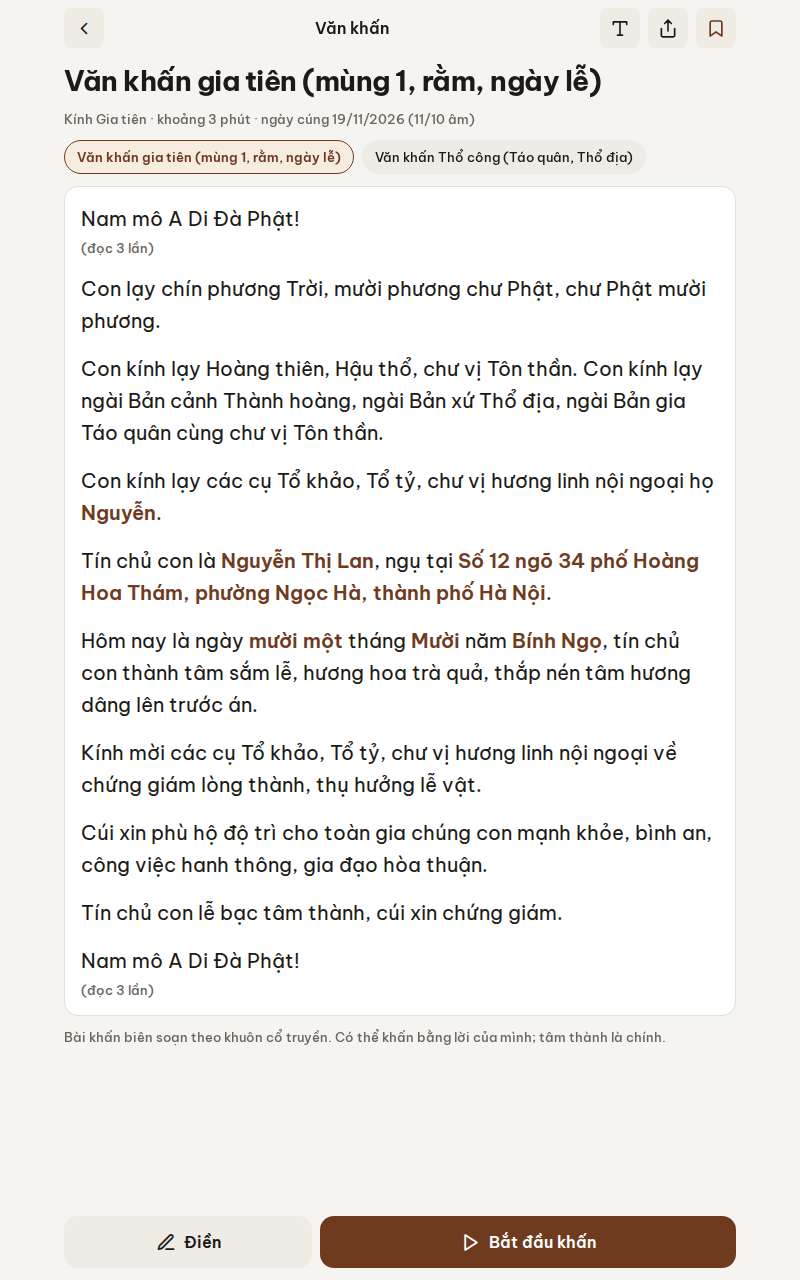 Văn khấn
Văn khấn gia tiên (mùng 1, rằm, ngày lễ)
Kính Gia tiên · khoảng 3 phút · ngày cúng 19/11/2026 (11/10 âm)
Văn khấn gia tiên (mùng 1, rằm, ngày lễ)
Văn khấn Thổ công (Táo quân, Thổ địa)
Nam mô A Di Đà Phật!
(đọc 3 lần)
Con lạy chín phương Trời, mười phương chư Phật, chư Phật mười
phương.
Con kính lạy Hoàng thiên, Hậu thổ, chư vị Tôn thần. Con kính lạy
ngài Bản cảnh Thành hoàng, ngài Bản xứ Thổ địa, ngài Bản gia
Táo quân cùng chư vị Tôn thần.
Con kính lạy các cụ Tổ khảo, Tổ tỷ, chư vị hương linh nội ngoại họ
Nguyễn.
Tín chủ con là Nguyễn Thị Lan, ngụ tại Số 12 ngõ 34 phố Hoàng
Hoa Thám, phường Ngọc Hà, thành phố Hà Nội.
Hôm nay là ngày mười một tháng Mười năm Bính Ngọ, tín chủ
con thành tâm sắm lễ, hương hoa trà quả, thắp nén tâm hương
dâng lên trước án.
Kính mời các cụ Tổ khảo, Tổ tỷ, chư vị hương linh nội ngoại về
chứng giám lòng thành, thụ hưởng lễ vật.
Cúi xin phù hộ độ trì cho toàn gia chúng con mạnh khỏe, bình an,
công việc hanh thông, gia đạo hòa thuận.
Tín chủ con lễ bạc tâm thành, cúi xin chứng giám.
Nam mô A Di Đà Phật!
(đọc 3 lần)
Bài khấn biên soạn theo khuôn cổ truyền. Có thể khấn bằng lời của mình; tâm thành là chính.
Điền
Bắt đầu khấn